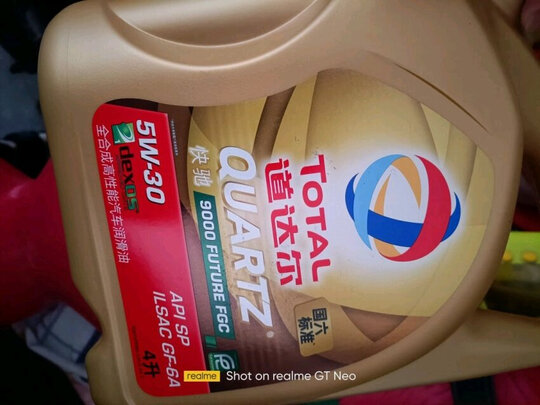 TOTAL
道达尔
国六
标准
QUARTZ
快驰
9000 FUTURE FGC
5W-30
dexos
全合成高性能汽车润滑油
API SP
ILSAC GF-6A
4升
realme
Shot on realme GT Neo